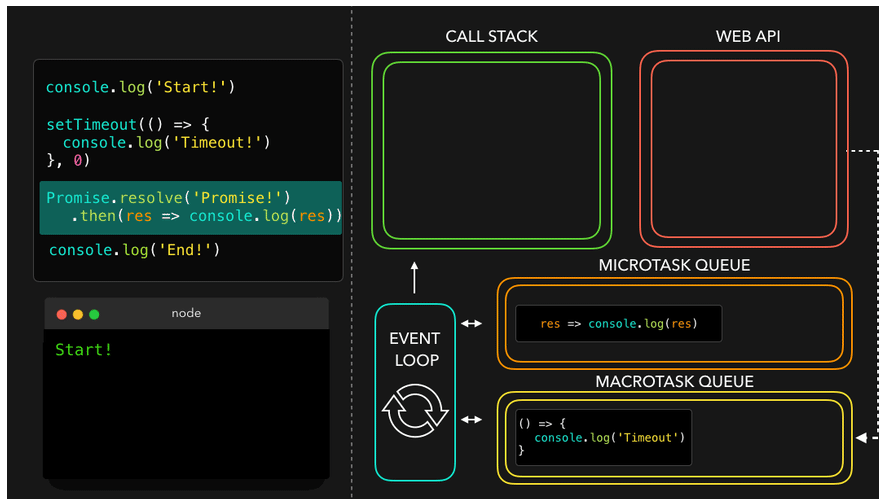 console.log('Start!')
setTimeout(() => {
  console.log('Timeout!')
}, 0)
Promise.resolve('Promise!')
  .then(res => console.log(res))
console.log('End!')
node
Start!
CALL STACK
WEB API
MICROTASK QUEUE
res => console.log(res)
EVENT
LOOP
MACROTASK QUEUE
() => {
  console.log('Timeout')
}